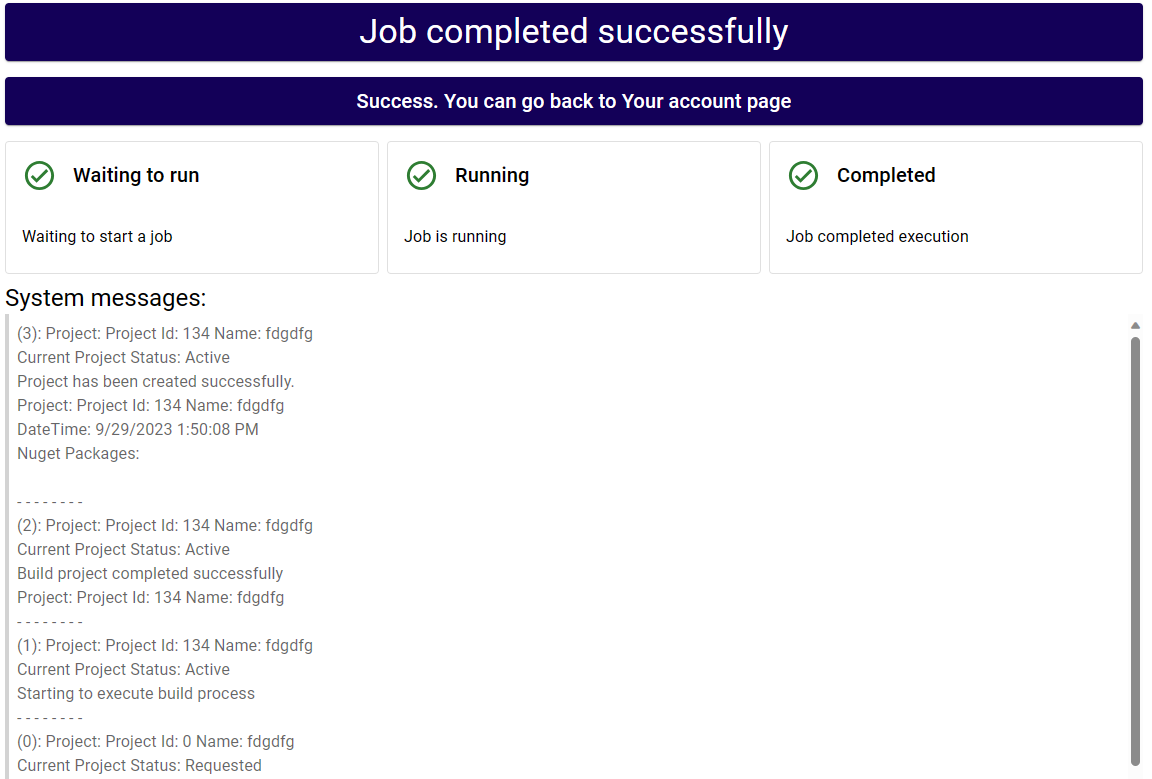 Job completed successfully
Success. You can go back to Your account page
Waiting to run
Waiting to start a job
Running
Job is running
Completed
Job completed execution
System messages:
(3): Project: Project Id: 134 Name: fdgdfg
Current Project Status: Active
Project has been created successfully.
Project: Project Id: 134 Name: fdgdfg
DateTime: 9/29/2023 1:50:08 PM
Nuget Packages:
- - - - - - - -
(2): Project: Project Id: 134 Name: fdgdfg
Current Project Status: Active
Build project completed successfully
Project: Project Id: 134 Name: fdgdfg
- - - - - - - -
(1): Project: Project Id: 134 Name: fdgdfg
Current Project Status: Active
Starting to execute build process
- - - - - - - -
(0): Project: Project Id: 0 Name: fdgdfg
Current Project Status: Requested